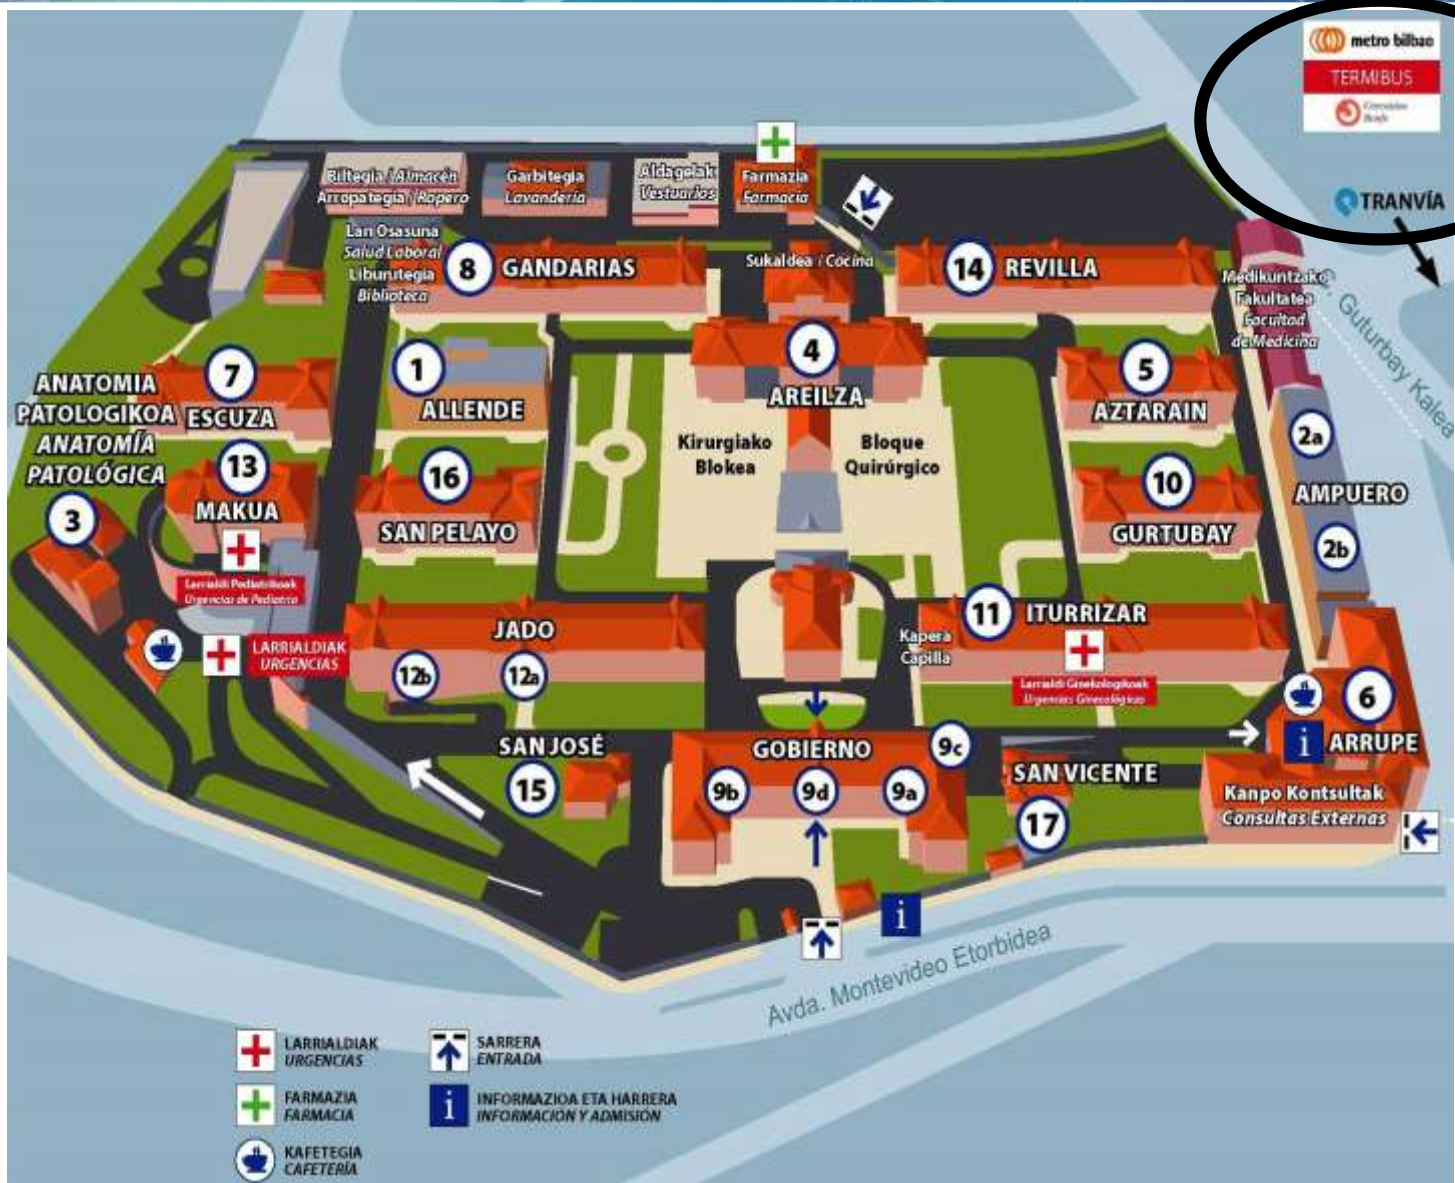 metro bilbao
TERMIBUS
TRANVÍA
Farmazia
Farmacia
Biltegia / Almacén
Arropategia / Ropero
Garbitegia
Lavandería
Aldagelak
Vestuarios
Lan Osasuna
Salud Laboral
Liburutegia
Biblioteca
8 GANDARIAS
Sukaldea / Cocina
14 REVILLA
Medikuntzako
Fakultatea
Facultad
de Medicina
Guturbay Kalea
7
ESCUZA
1
ALLENDE
4
AREILZA
5
AZTARAIN
ANATOMIA
PATOLOGIKOA
ANATOMÍA
PATOLÓGICA
3
13
MAKUA
Larrialdi Pediatrikoak
Urgencias de Pediatría
16
SAN PELAYO
Kirurgiako
Blokea
Bloque
Quirúrgico
10
GURTUBAY
2a
AMPUERO
2b
LARRIALDIAK
URGENCIAS
JADO
12b
12a
Kapera
Capilla
11 ITURRIZAR
Larrialdi Ginekologikoak
Urgencias Ginecológicas
6
i ARRUPE
Kanpo Kontsultak
Consultas Externas
SAN JOSÉ
15
GOBIERNO
9b
9d
9a
9c
SAN VICENTE
17
i
Avda. Montevideo Etorbidea
LARRIALDIAK
URGENCIAS
FARMAZIA
FARMACIA
KAFETEGIA
CAFETERÍA
SARRERA
ENTRADA
i INFORMAZIOA ETA HARRERA
INFORMACION Y ADMISIÓN